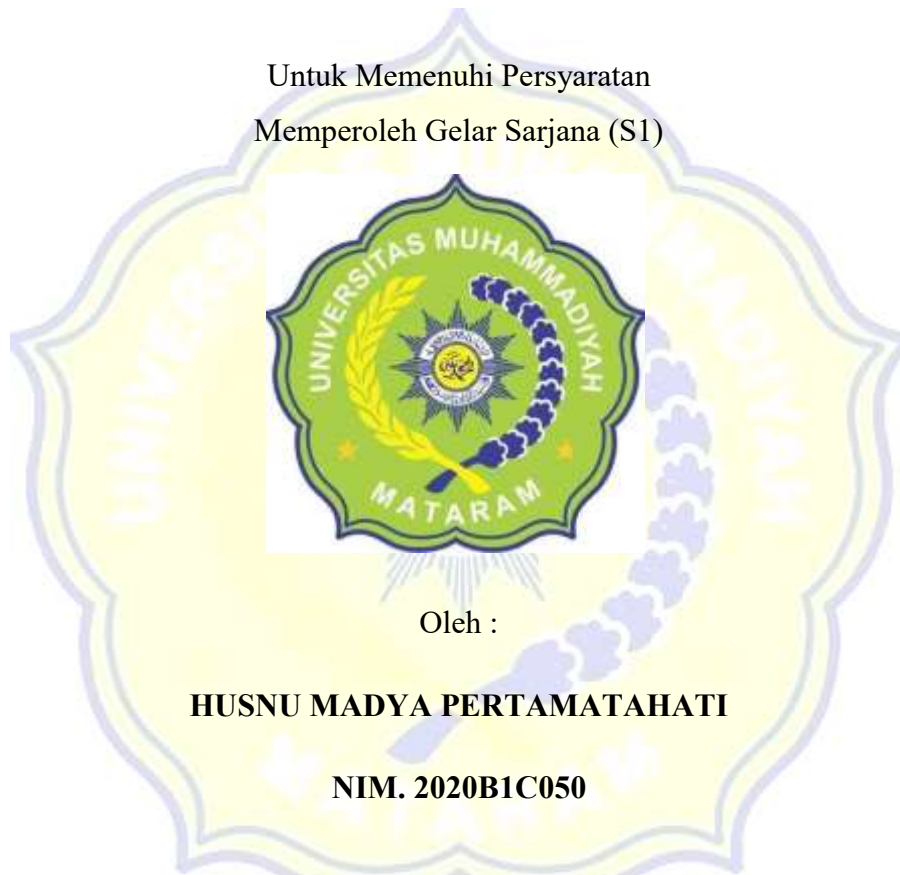 Untuk Memenuhi Persyaratan
Memperoleh Gelar Sarjana (S1)
UNIVERSITAS MUHAMMADIYAH
MATARAM
Oleh :
HUSNU MADYA PERTAMATAHATI
NIM. 2020B1C050